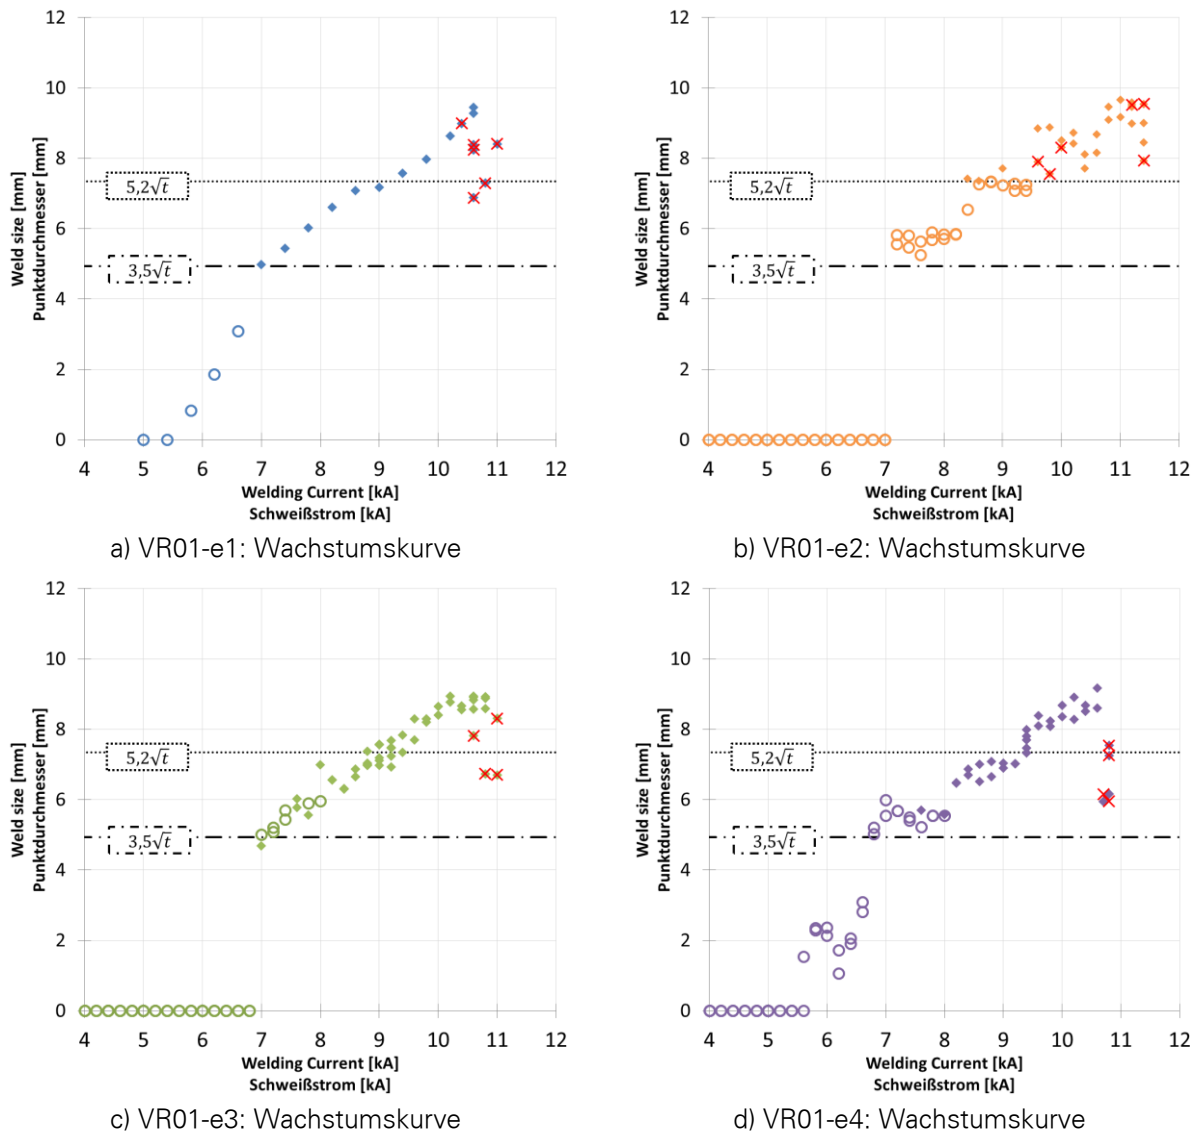 12
10
8
6
4
2
0
5,2√t
3,5√t
Weld size [mm]
Punktdurchmesser [mm]
4 5 6 7 8 9 10 11 12
Welding Current [kA]
Schweißstrom [kA]
a) VR01-e1: Wachstumskurve
12
10
8
6
4
2
0
5,2√t
3,5√t
Weld size [mm]
Punktdurchmesser [mm]
4 5 6 7 8 9 10 11 12
Welding Current [kA]
Schweißstrom [kA]
b) VR01-e2: Wachstumskurve
12
10
8
6
4
2
0
5,2√t
3,5√t
Weld size [mm]
Punktdurchmesser [mm]
4 5 6 7 8 9 10 11 12
Welding Current [kA]
Schweißstrom [kA]
c) VR01-e3: Wachstumskurve
12
10
8
6
4
2
0
5,2√t
3,5√t
Weld size [mm]
Punktdurchmesser [mm]
4 5 6 7 8 9 10 11 12
Welding Current [kA]
Schweißstrom [kA]
d) VR01-e4: Wachstumskurve